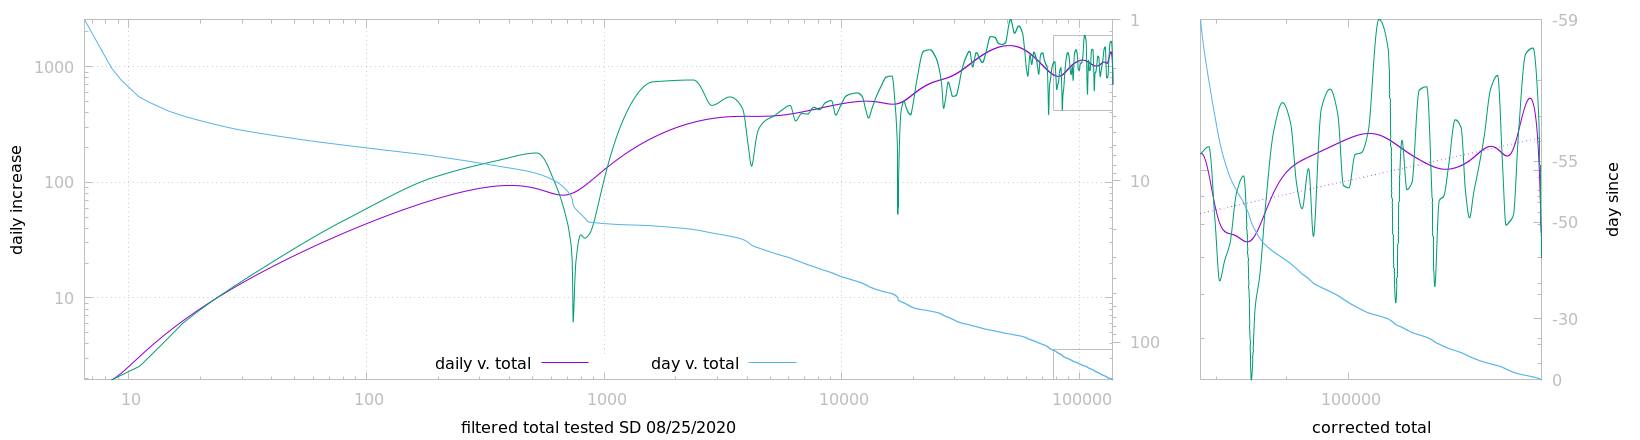 1000
100
10
daily increase
10
100
1000
10000
100000
filtered total tested SD 08/25/2020
daily v. total
day v. total
1
10
100
100000
corrected total
-59
-55
-50
-30
0
day since